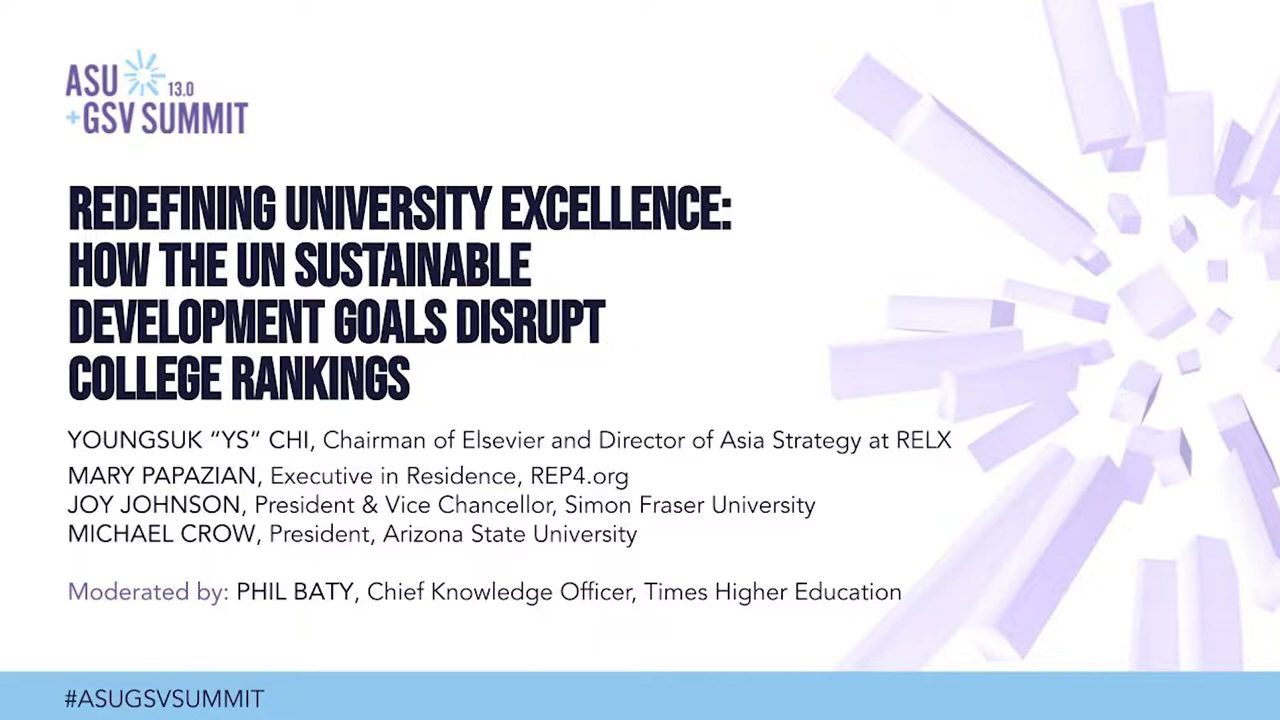 ASU 13.0
+GSV SUMMIT
REDEFINING UNIVERSITY EXCELLENCE:
HOW THE UN SUSTAINABLE
DEVELOPMENT GOALS DISRUPT
COLLEGE RANKINGS
YOUNGSUK “YS” CHI, Chairman of Elsevier and Director of Asia Strategy at RELX
MARY PAPAZIAN, Executive in Residence, REP4.org
JOY JOHNSON, President & Vice Chancellor, Simon Fraser University
MICHAEL CROW, President, Arizona State University
Moderated by: PHIL BATY, Chief Knowledge Officer, Times Higher Education
#ASUGSVSUMMIT